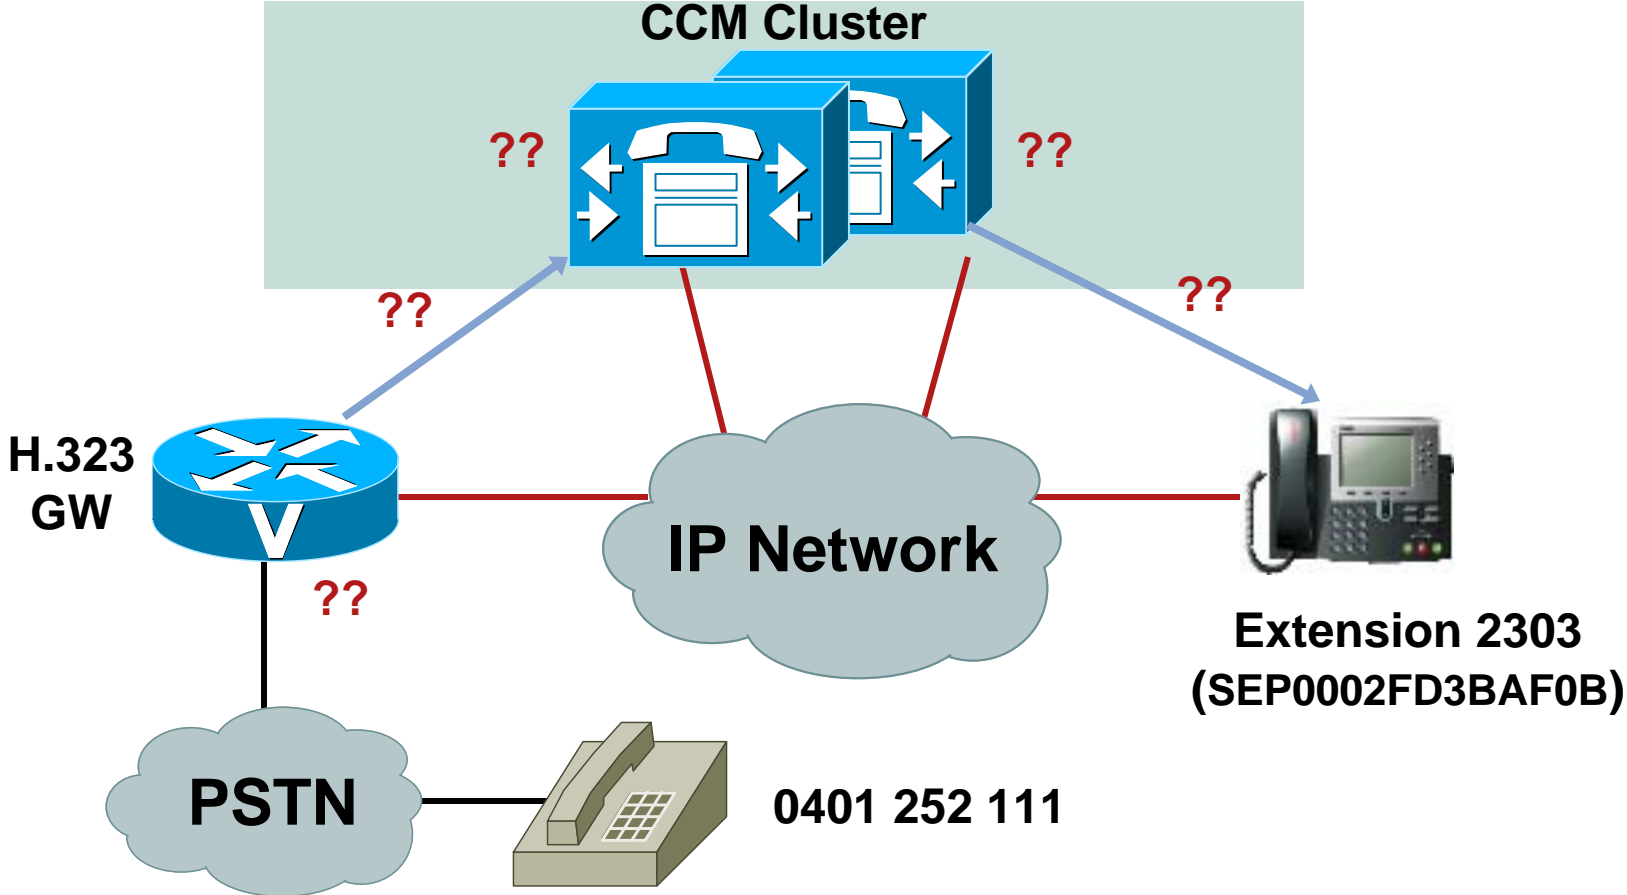 CCM Cluster
??
??
??
??
H.323
GW
IP Network
??
Extension 2303
(SEP0002FD3BAF0B)
PSTN
0401 252 111